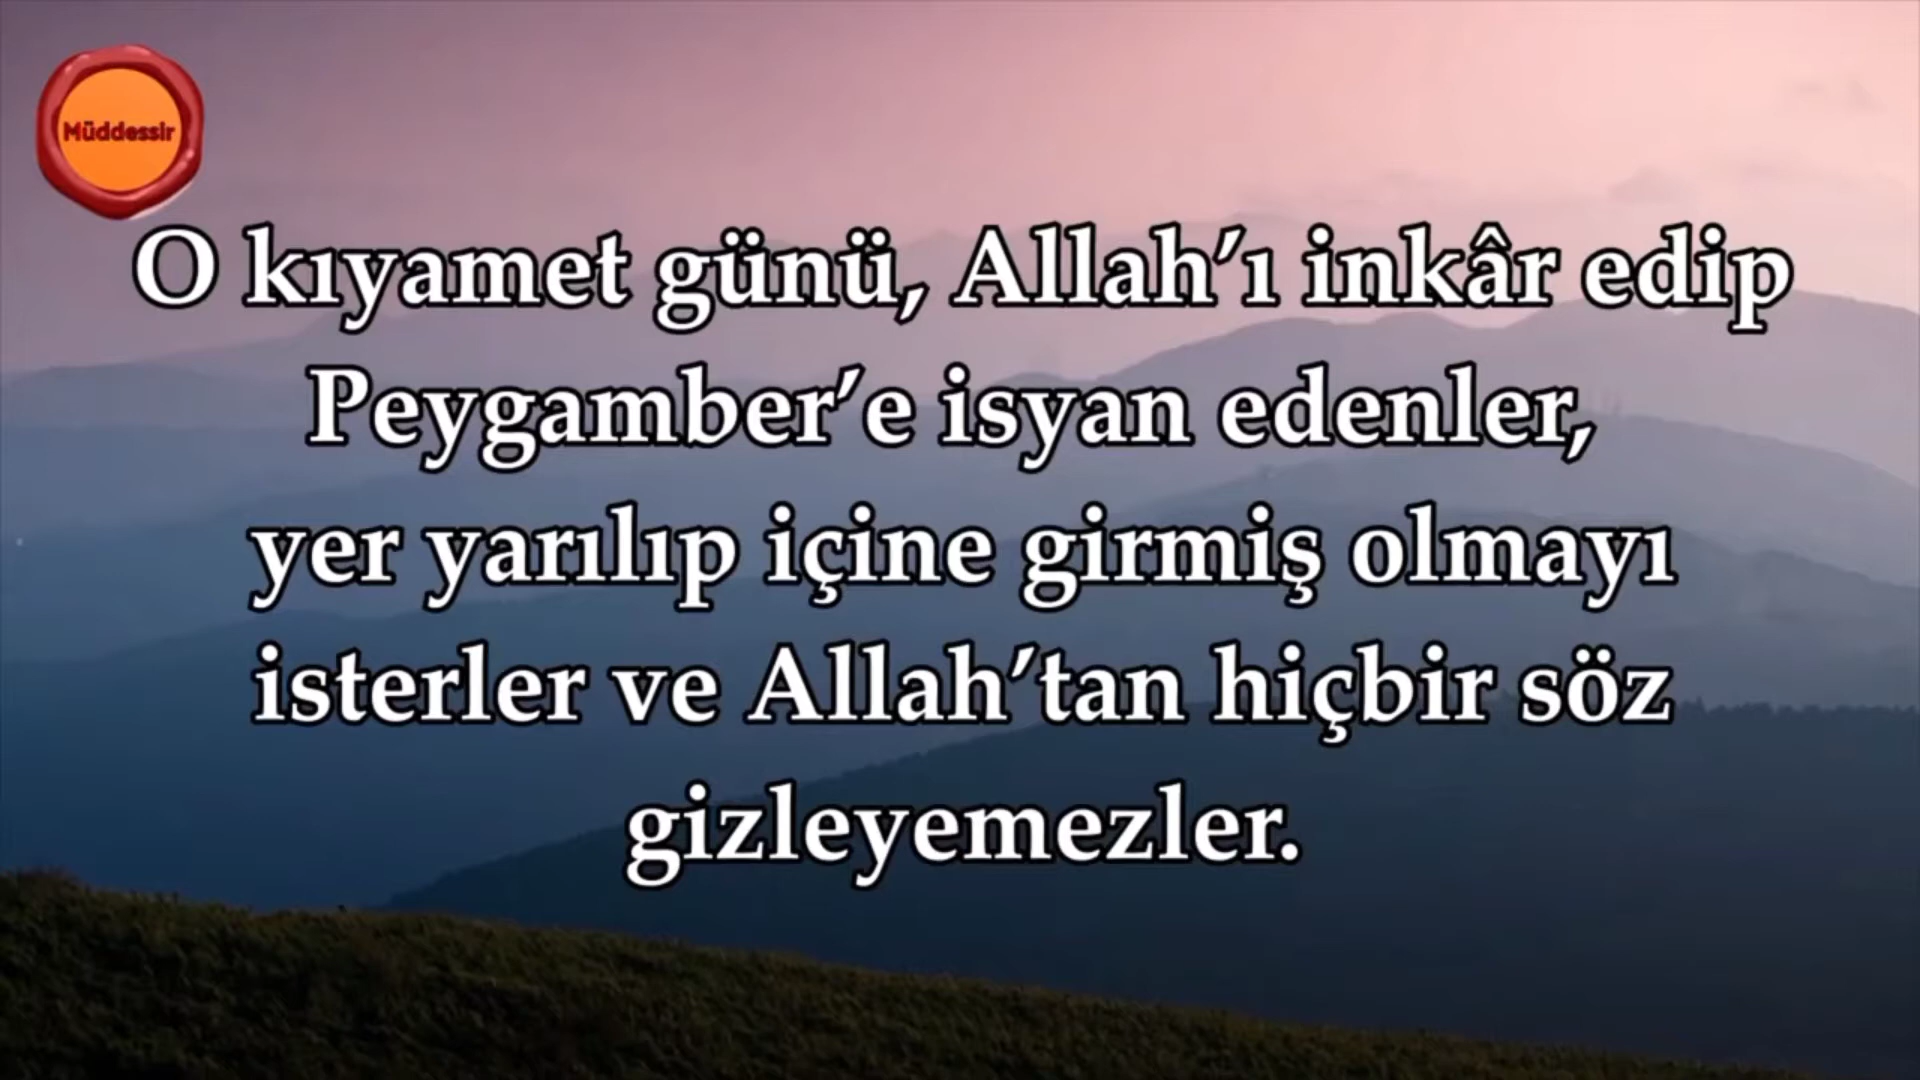 Müddessir
O kıyamet günü, Allah’ı inkâr edip
Peygamber’e isyan edenler,
yer yarılıp içine girmiş olmayı
isterler ve Allah’tan hiçbir söz
gizleyemezler.